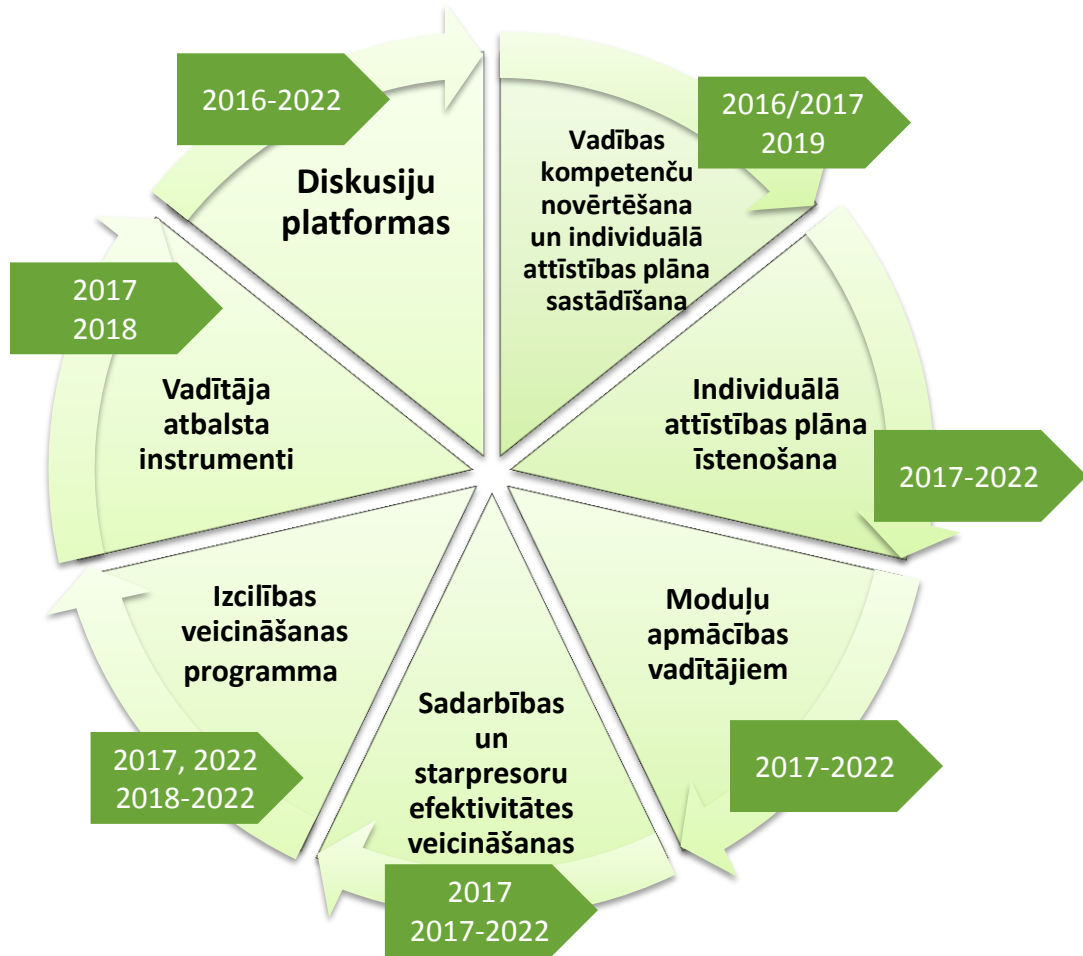 2016/2017
2019
Vadības
kompetenču
novērtēšana
un individuālā
attīstības plāna
sastādīšana
Individuālā
attīstības plāna
īstenošana
2017-2022
Moduļu
apmācības
vadītājiem
2017-2022
Sadarbības
un
starpresoru
efektivitātes
veicināšanas
2017
2017-2022
Izcilības
veicināšanas
programma
2017, 2022
2018-2022
Vadītāja
atbalsta
instrumenti
2017
2018
Diskusiju
platformas
2016-2022